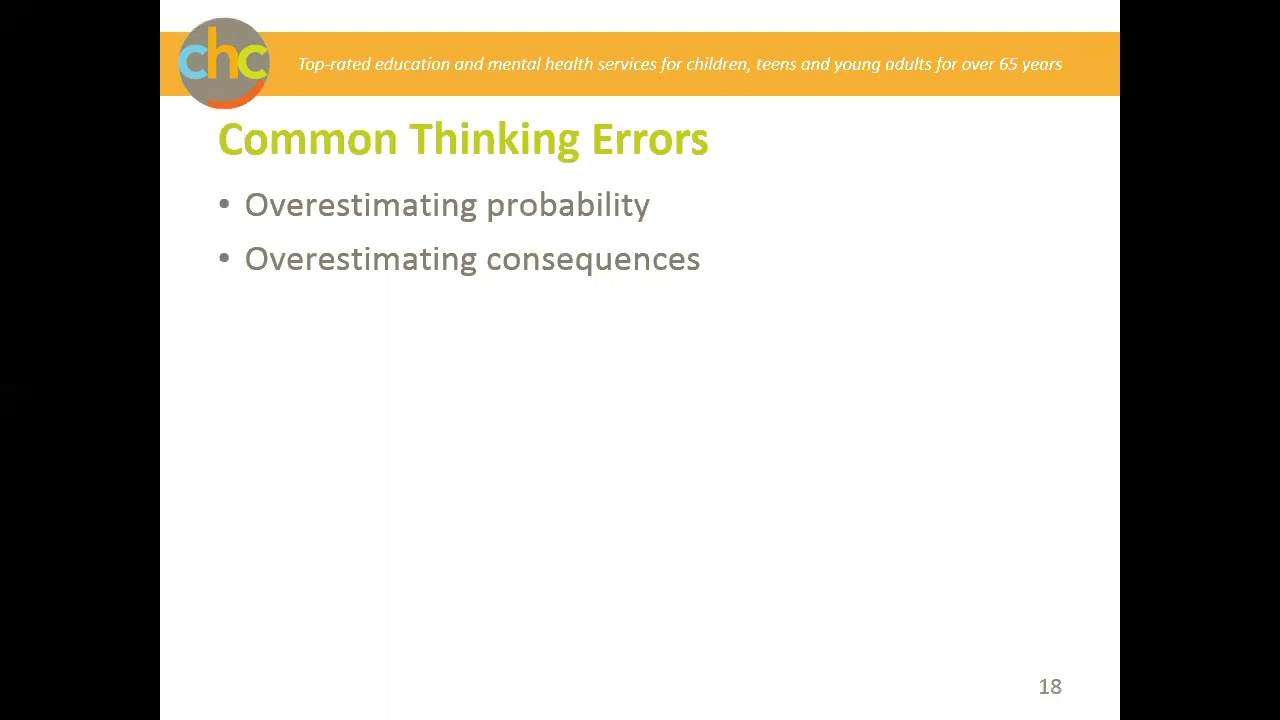 chc
Top-rated education and mental health services for children, teens and young adults for over 65 years
Common Thinking Errors
• Overestimating probability
• Overestimating consequences
18